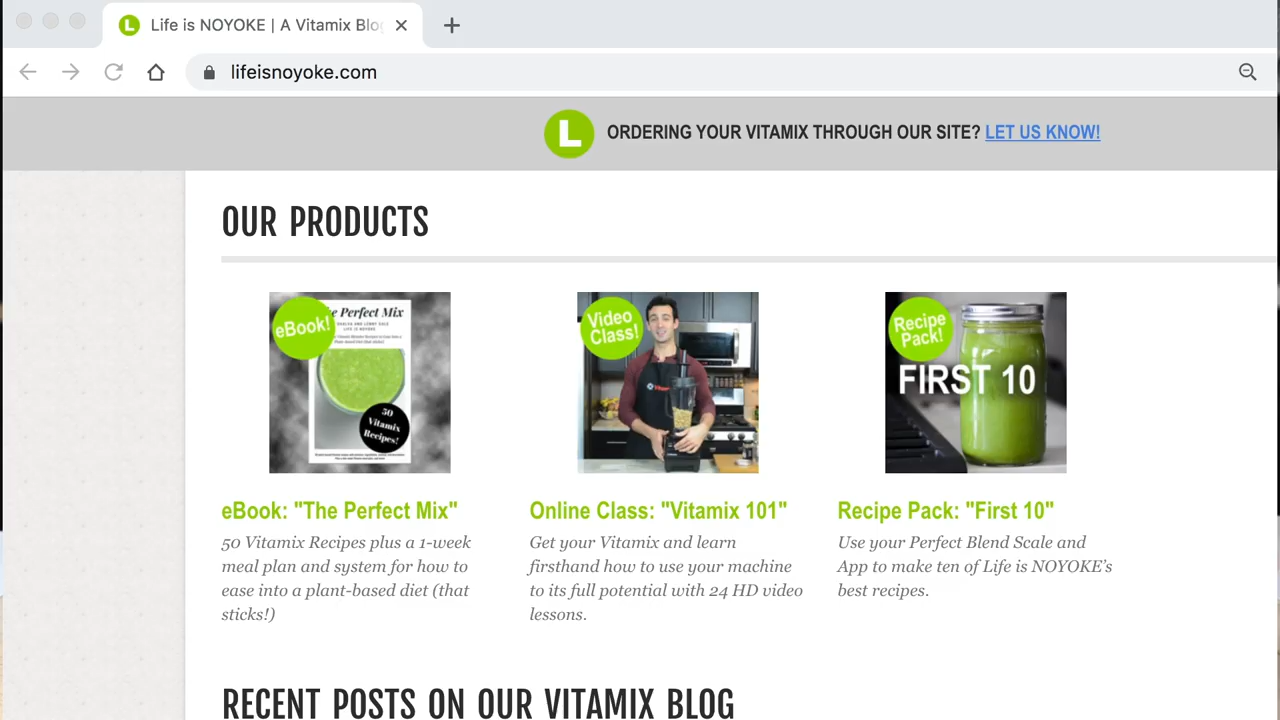 Life is NOYOKE | A Vitamix Blog
lifeisnoyoke.com
L ORDERING YOUR VITAMIX THROUGH OUR SITE? LET US KNOW!
OUR PRODUCTS
eBook!
The Perfect Mix
50
Vitamix
Recipes!
Video
Class!
Recipe
Pack!
FIRST 10
eBook: "The Perfect Mix"
50 Vitamix Recipes plus a 1-week
meal plan and system for how to
ease into a plant-based diet (that
sticks!)
Online Class: "Vitamix 101"
Get your Vitamix and learn
firsthand how to use your machine
to its full potential with 24 HD video
lessons.
Recipe Pack: "First 10"
Use your Perfect Blend Scale and
App to make ten of Life is NOYOKE’s
best recipes.
RECENT POSTS ON OUR VITAMIX BLOG